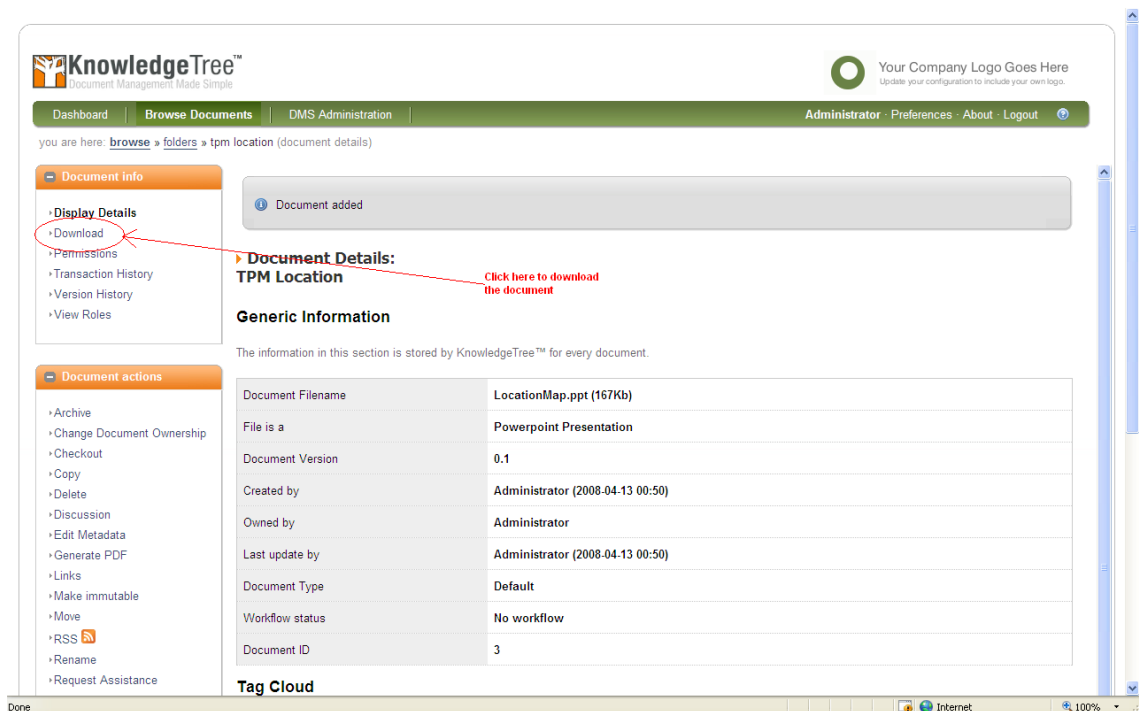 KnowledgeTree™
Document Management Made Simple
Your Company Logo Goes Here
Update your configuration to include your own logo.
Dashboard Browse Documents DMS Administration
Administrator · Preferences · About · Logout ?
you are here: browse » folders » tpm location (document details)
Document info
Display Details
Download
Permissions
Transaction History
Version History
View Roles
Document actions
Archive
Change Document Ownership
Checkout
Copy
Delete
Discussion
Edit Metadata
Generate PDF
Links
Make immutable
Move
RSS
Rename
Request Assistance
Document added
Document Details:
TPM Location
Click here to download
the document
Generic Information
The information in this section is stored by KnowledgeTree™ for every document.
Document Filename LocationMap.ppt (167Kb)
File is a Powerpoint Presentation
Document Version 0.1
Created by Administrator (2008-04-13 00:50)
Owned by Administrator
Last update by Administrator (2008-04-13 00:50)
Document Type Default
Workflow status No workflow
Document ID 3
Tag Cloud
Done Internet 100%